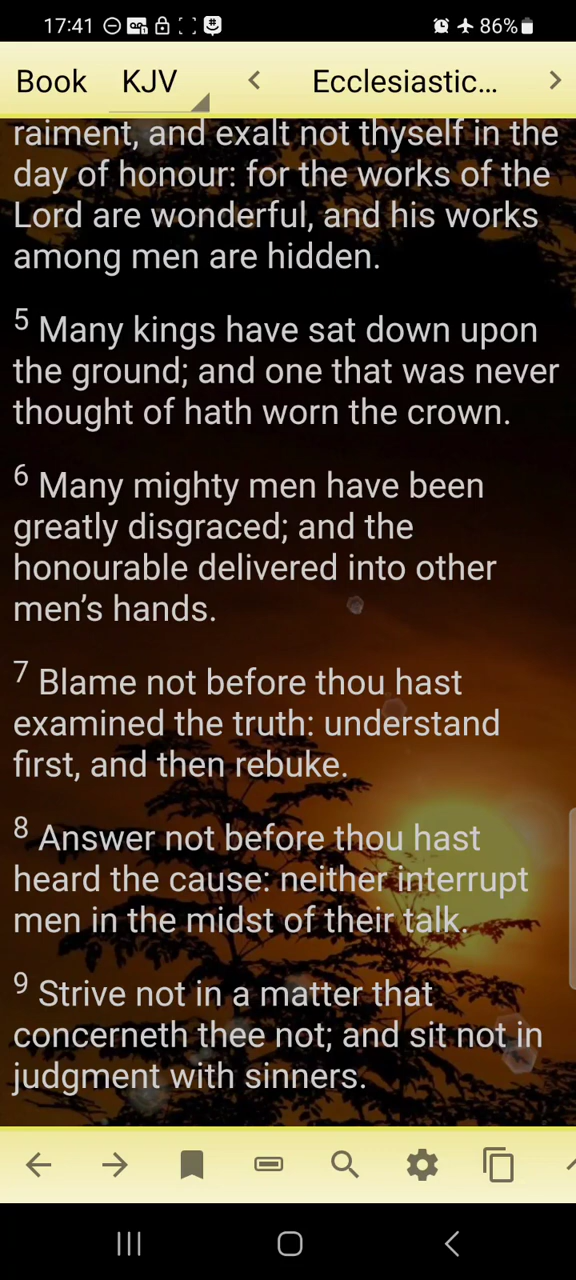 17:41
86%
Book KJV Ecclesiastic...
raiment, and exalt not thyself in the
day of honour: for the works of the
Lord are wonderful, and his works
among men are hidden.
5 Many kings have sat down upon
the ground; and one that was never
thought of hath worn the crown.
6 Many mighty men have been
greatly disgraced; and the
honourable delivered into other
men’s hands.
7 Blame not before thou hast
examined the truth: understand
first, and then rebuke.
8 Answer not before thou hast
heard the cause: neither interrupt
men in the midst of their talk.
9 Strive not in a matter that
concerneth thee not; and sit not in
judgment with sinners.